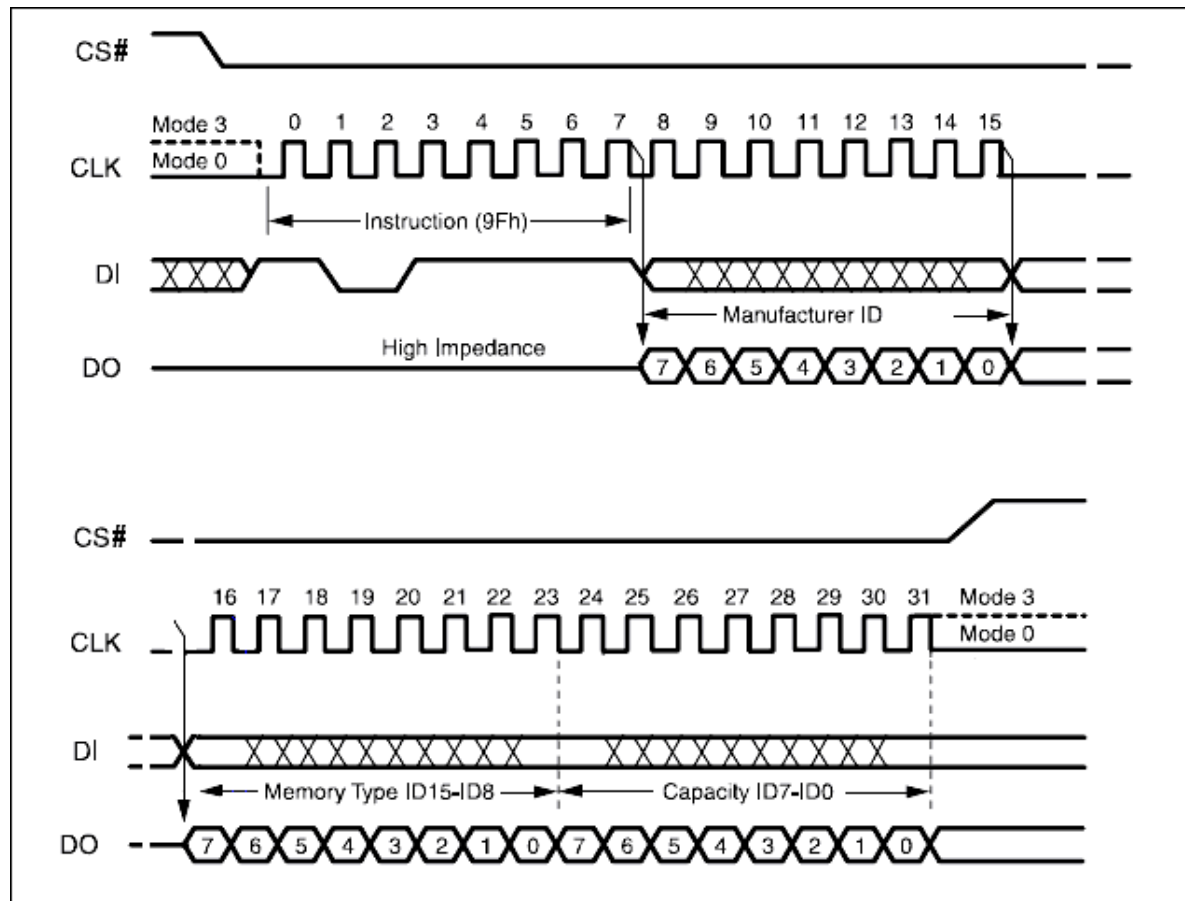 CS#
Mode 3
0 1 2 3 4 5 6 7 8 9 10 11 12 13 14 15
CLK
Mode 0
Instruction (9Fh)
DI
Manufacturer ID
High Impedance
DO
7 6 5 4 3 2 1 0
CS#
16 17 18 19 20 21 22 23 24 25 26 27 28 29 30 31
Mode 3
CLK
Mode 0
DI
Memory Type ID15-ID8
Capacity ID7-ID0
DO
7 6 5 4 3 2 1 0 7 6 5 4 3 2 1 0